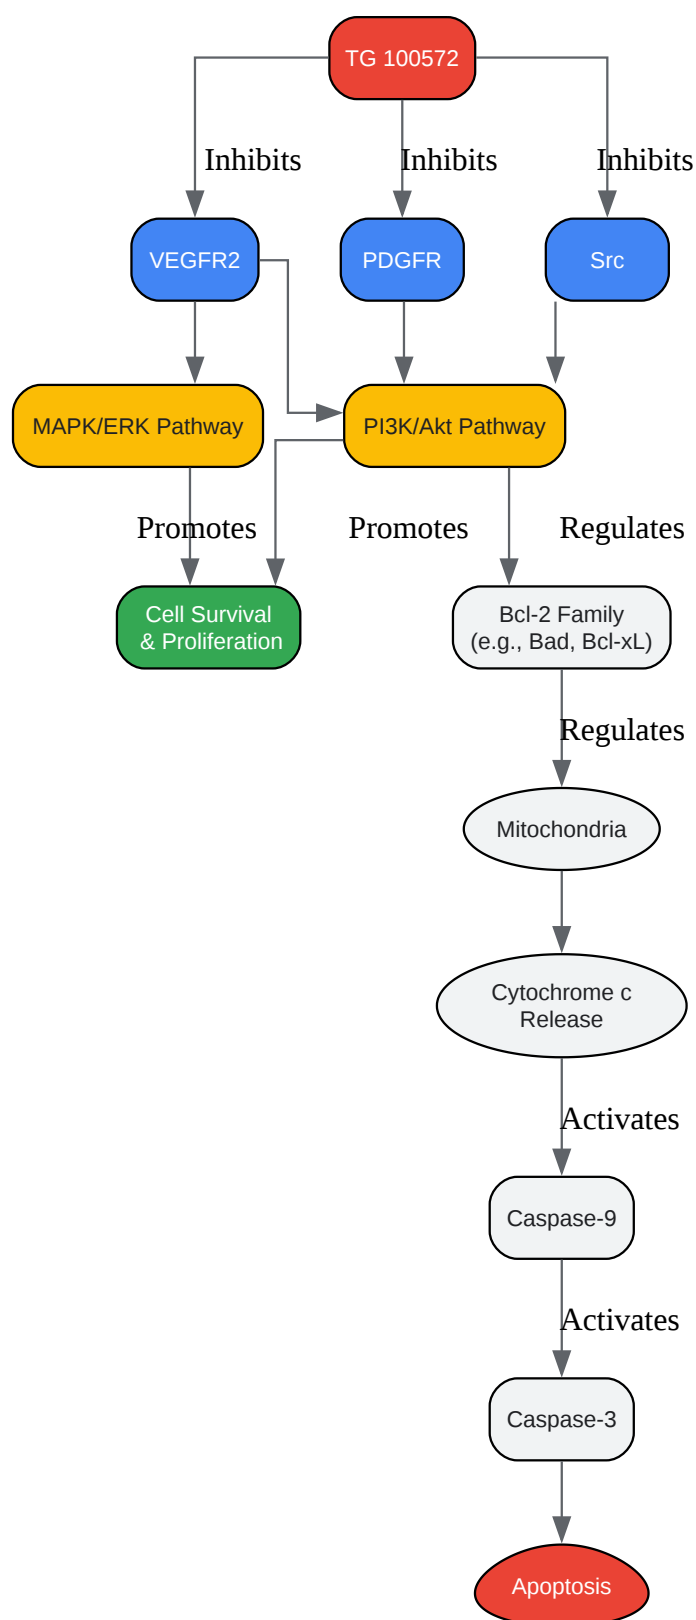 TG 100572
Inhibits
Inhibits
Inhibits
VEGFR2
PDGFR
Src
MAPK/ERK Pathway
PI3K/Akt Pathway
Promotes
Promotes
Regulates
Cell Survival
& Proliferation
Bcl-2 Family
(e.g., Bad, Bcl-xL)
Regulates
Mitochondria
Cytochrome c
Release
Activates
Caspase-9
Activates
Caspase-3
Apoptosis